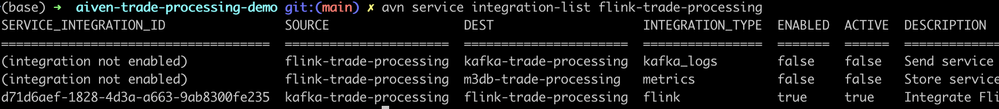 (base) → aiven-trade-processing-demo git:(main) ✗ avn service integration-list flink-trade-processing
SERVICE_INTEGRATION_ID SOURCE DEST INTEGRATION_TYPE ENABLED ACTIVE DESCRIPTION
==================================== ====================== ====================== ================ ======= ====== =============
(integration not enabled) flink-trade-processing kafka-trade-processing kafka_logs false false Send service
(integration not enabled) flink-trade-processing m3db-trade-processing metrics false false Store service
d71d6aef-1828-4d3a-a663-9ab8300fe235 kafka-trade-processing flink-trade-processing flink true true Integrate Fli